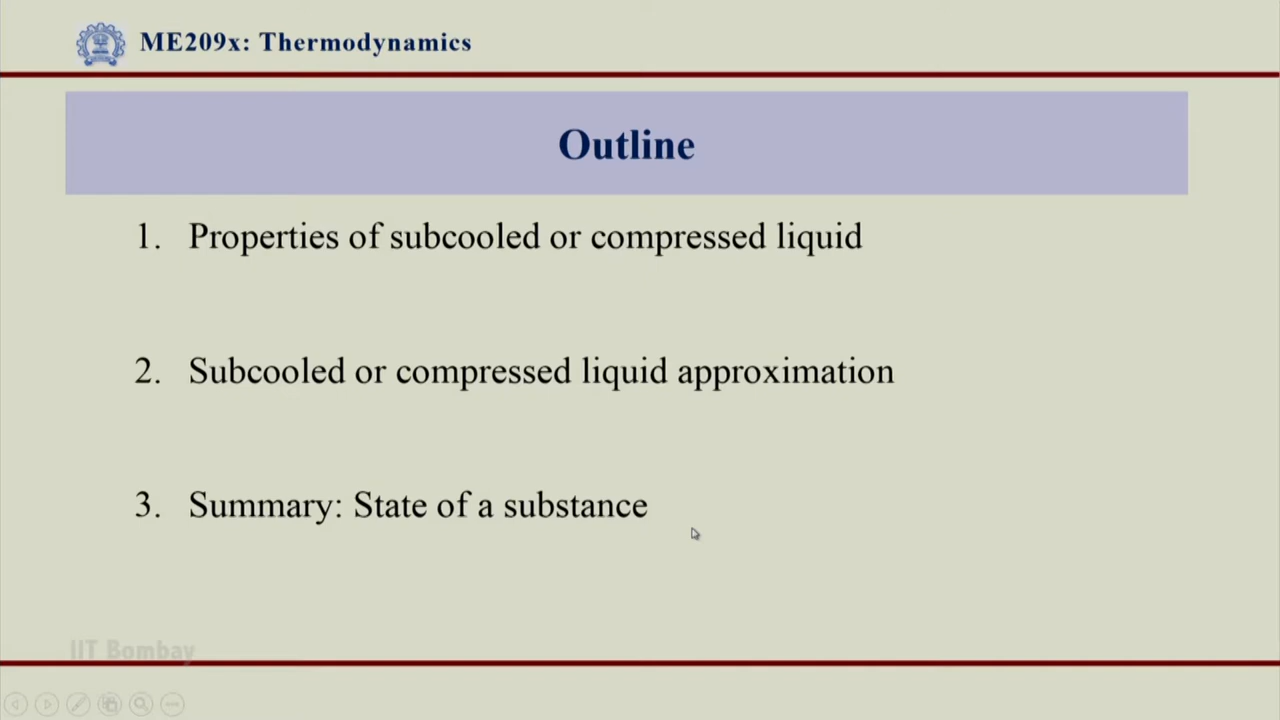 ME209x: Thermodynamics
Outline
1. Properties of subcooled or compressed liquid
2. Subcooled or compressed liquid approximation
3. Summary: State of a substance
IIT Bombay